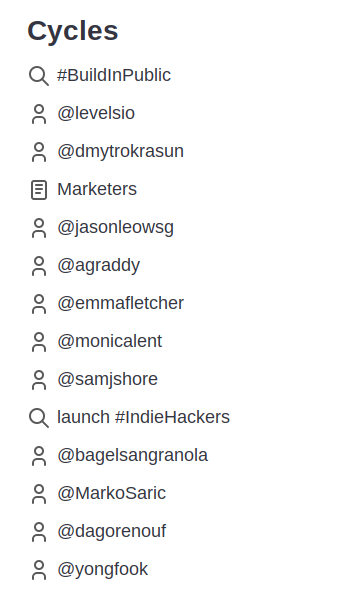 Cycles
#BuildInPublic
@levelsio
@dmytrokrasun
Marketers
@jasonleowsg
@agraddy
@emmafletcher
@monicalent
@samjshore
launch #IndieHackers
@bagelsangranola
@MarkoSaric
@dagorenouf
@yongfook